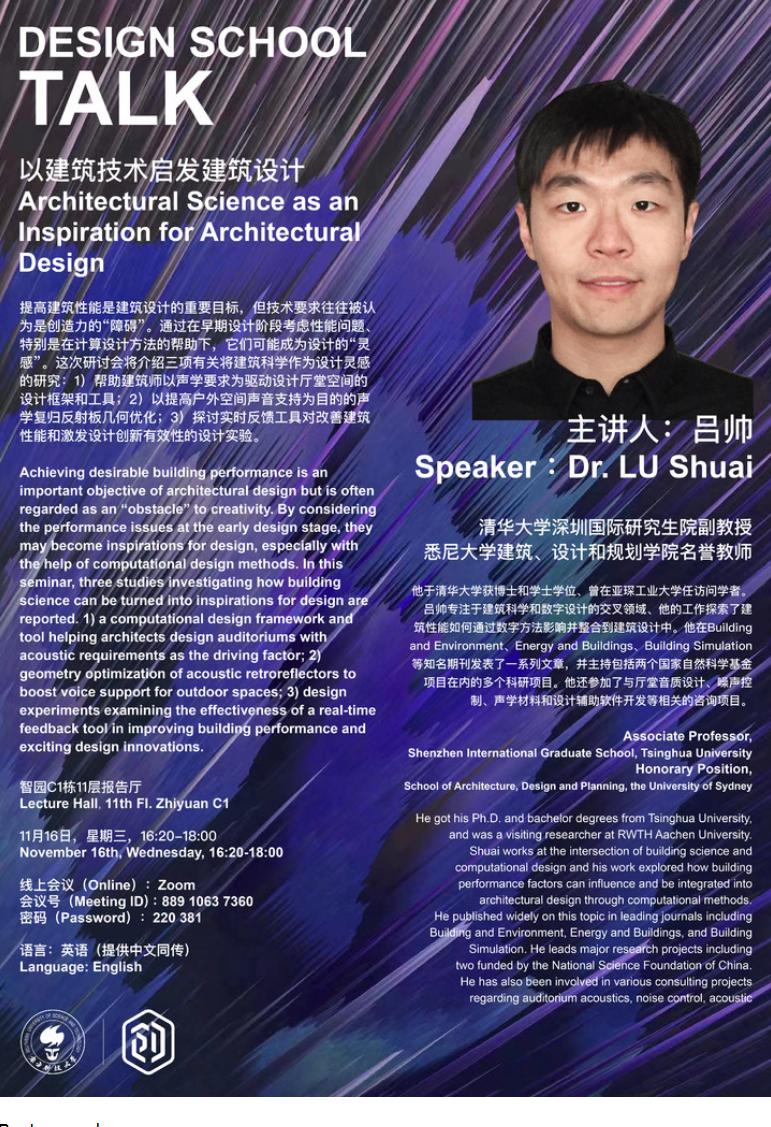 DESIGN SCHOOL
TALK
以建筑技术启发建筑设计
Architectural Science as an
Inspiration for Architectural
Design
提高建筑性能是建筑设计的重要目标，但技术要求往往被认
为是创造力的“障碍”。通过在早期设计阶段考虑性能问题、
特别是在计算设计方法的帮助下，它们可能成为设计的“灵
感”。这次研讨会将介绍三项有关将建筑科学作为设计灵感
的研究：1）帮助建筑师以声学要求为驱动设计厅堂空间的
设计框架和工具；2）以提高户外空间声音支持为目的的声
学复归反射板几何优化；3）探讨实时反馈工具对改善建筑
性能和激发设计创新有效性的设计实验。
Achieving desirable building performance is an
important objective of architectural design but is often
regarded as an “obstacle” to creativity. By considering
the performance issues at the early design stage, they
may become inspirations for design, especially with
the help of computational design methods. In this
seminar, three studies investigating how building
science can be turned into inspirations for design are
reported. 1) a computational design framework and
tool helping architects design auditoriums with
acoustic requirements as the driving factor; 2)
geometry optimization of acoustic retroreflectors to
boost voice support for outdoor spaces; 3) design
experiments examining the effectiveness of a real-time
feedback tool in improving building performance and
exciting design innovations.
智园C1栋11层报告厅
Lecture Hall, 11th Fl. Zhiyuan C1
11月16日，星期三，16:20–18:00
November 16th, Wednesday, 16:20-18:00
线上会议（Online）：Zoom
会议号（Meeting ID）：889 1063 7360
密码（Password）：220 381
语言：英语（提供中文同传）
Language: English
主讲人：吕帅
Speaker：Dr. LU Shuai
清华大学深圳国际研究生院副教授
悉尼大学建筑、设计和规划学院名誉教师
他于清华大学获博士和学士学位、曾在亚琛工业大学任访问学者。
吕帅专注于建筑科学和数字设计的交叉领域、他的工作探索了建
筑性能如何通过数字方法影响并整合到建筑设计中。他在Building
and Environment、Energy and Buildings、Building Simulation
等知名期刊发表了一系列文章，并主持包括两个国家自然科学基金
项目在内的多个科研项目。他还参加了与厅堂音质设计、噪声控
制、声学材料和设计辅助软件开发等相关的咨询项目。
Associate Professor,
Shenzhen International Graduate School, Tsinghua University
Honorary Position,
School of Architecture, Design and Planning, the University of Sydney
He got his Ph.D. and bachelor degrees from Tsinghua University,
and was a visiting researcher at RWTH Aachen University.
Shuai works at the intersection of building science and
computational design and his work explored how building
performance factors can influence and be integrated into
architectural design through computational methods.
He published widely on this topic in leading journals including
Building and Environment, Energy and Buildings, and Building
Simulation. He leads major research projects including
two funded by the National Science Foundation of China.
He has also been involved in various consulting projects
regarding auditorium acoustics, noise control, acoustic